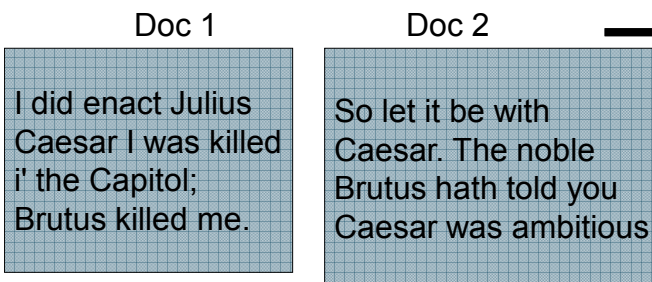 Doc 1
I did enact Julius
Caesar I was killed
i' the Capitol;
Brutus killed me.
Doc 2
So let it be with
Caesar. The noble
Brutus hath told you
Caesar was ambitious